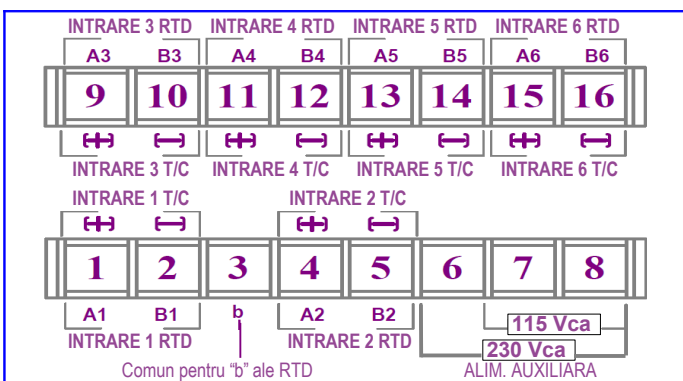 INTRARE 3 RTD INTRARE 4 RTD INTRARE 5 RTD INTRARE 6 RTD
A3 B3 A4 B4 A5 B5 A6 B6
9 10 11 12 13 14 15 16
(+) (—) (+) (—) (+) (—) (+) (—)
INTRARE 3 T/C INTRARE 4 T/C INTRARE 5 T/C INTRARE 6 T/C
INTRARE 1 T/C INTRARE 2 T/C
(+) (—) (+) (—)
1 2 3 4 5 6 7 8
A1 B1 b A2 B2
115 Vca
INTRARE 1 RTD INTRARE 2 RTD
230 Vca
Comun pentru “b” ale RTD ALIM. AUXILIARA